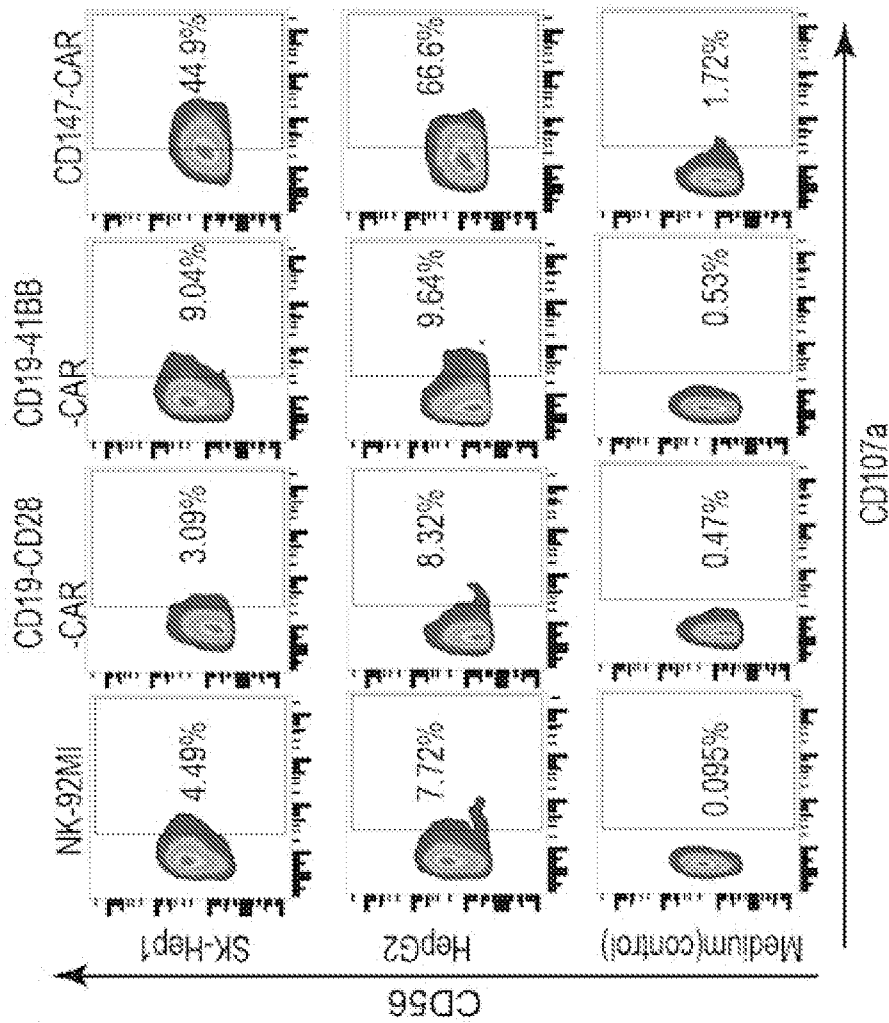 NK-92MI
CD19-CD28
-CAR
CD19-41BB
-CAR
CD147-CAR
SK-Hep1
4.49%
3.09%
9.04%
44.9%
HepG2
7.72%
8.32%
9.64%
66.6%
Medium(control)
0.095%
0.47%
0.53%
1.72%
CD56
CD107a